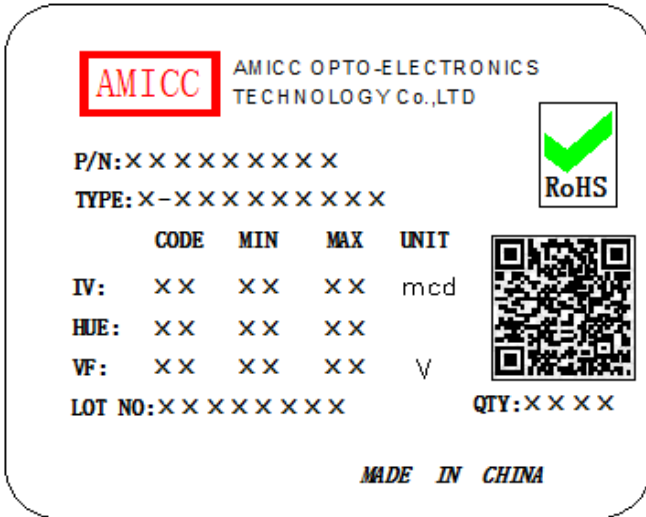 AMICC
AMICC OPTO-ELECTRONICS
TECHNOLOGY Co.,LTD
RoHS
P/N:×××××××××
TYPE:×-×××××××××
CODE MIN MAX UNIT
IV: ×× ×× ×× mcd
HUE: ×× ×× ××
VF: ×× ×× ×× V
LOT NO:××××××××
QTY:××××
MADE IN CHINA